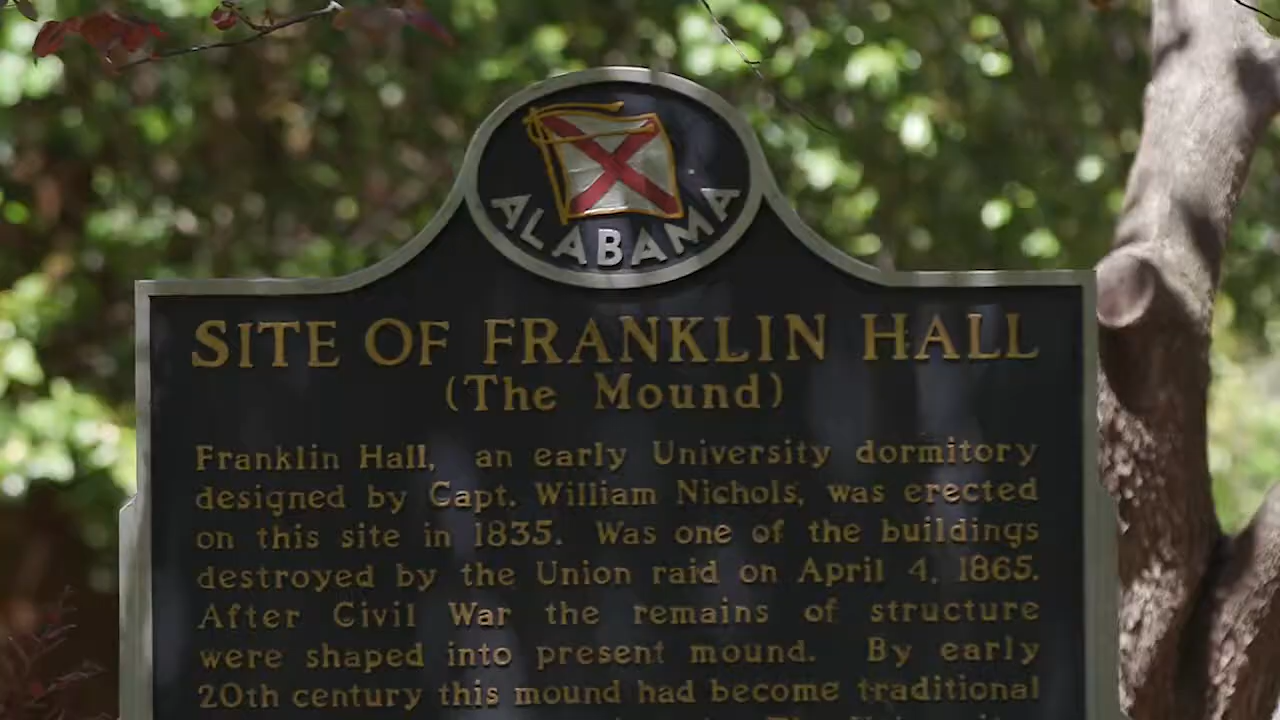 ALABAMA
SITE OF FRANKLIN HALL
(The Mound)
Franklin Hall, an early University dormitory
designed by Capt. William Nichols, was erected
on this site in 1835. Was one of the buildings
destroyed by the Union raid on April 4, 1865.
After Civil War the remains of structure
were shaped into present mound. By early
20th century this mound had become traditional